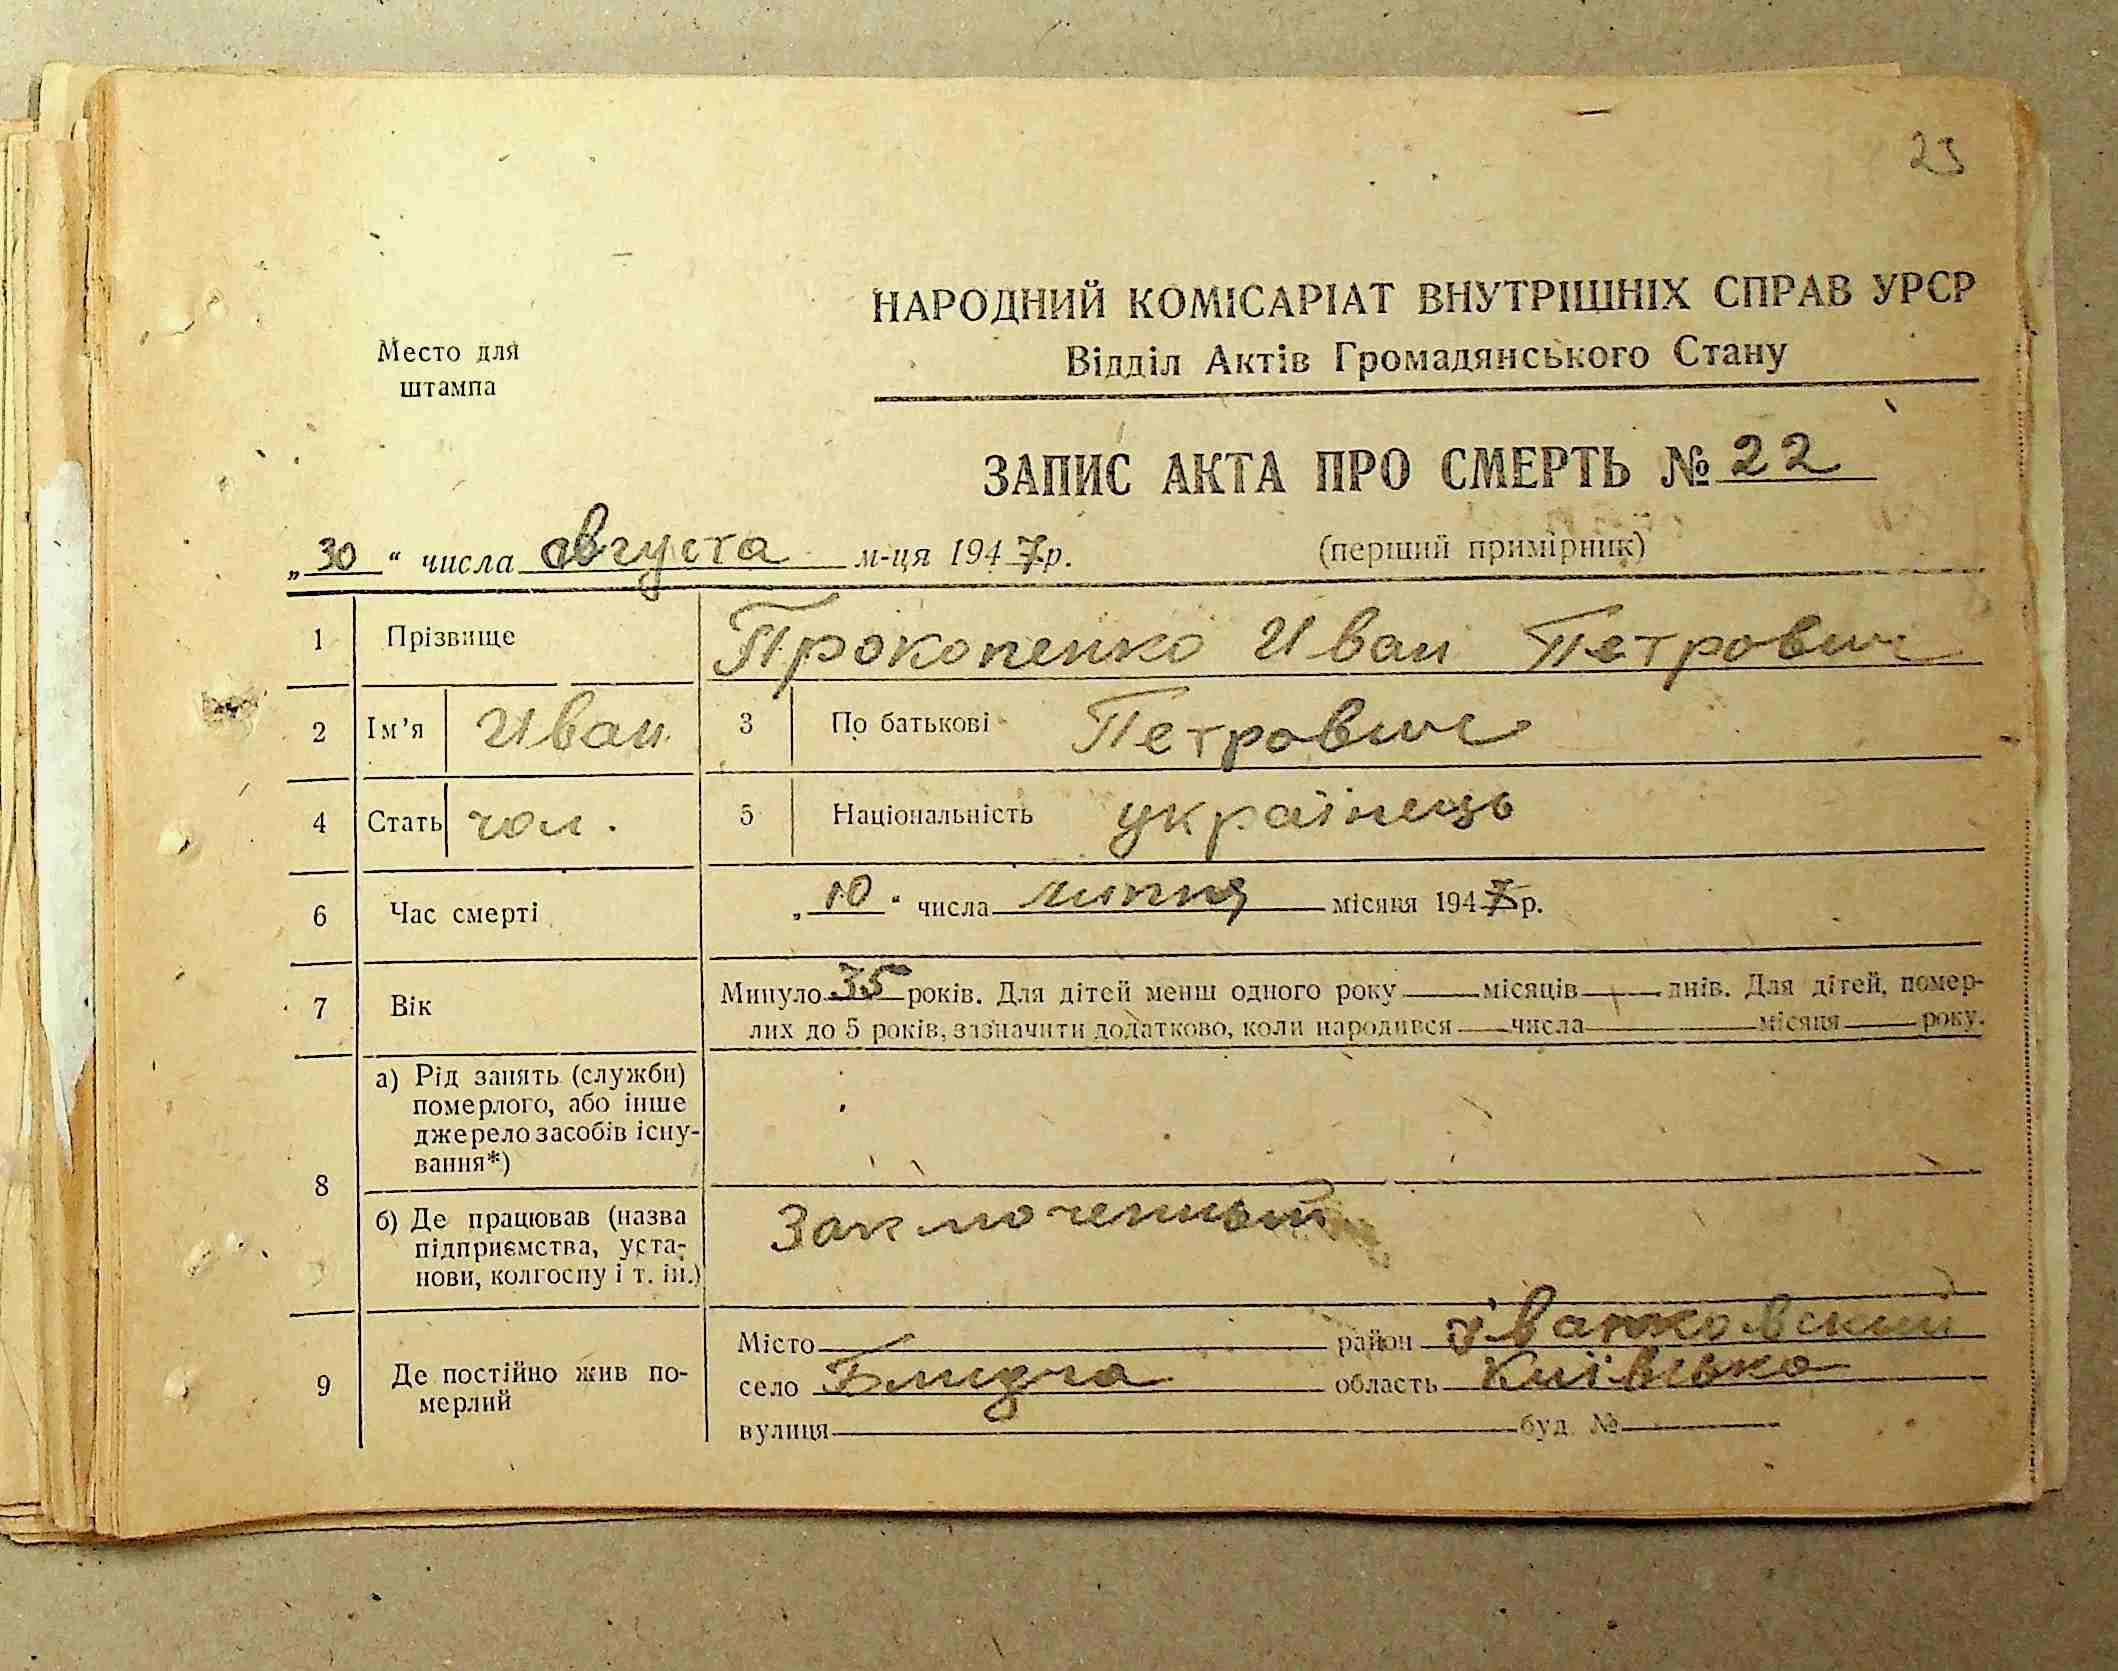 23
НАРОДНИЙ КОМІСАРІАТ ВНУТРІШНІХ СПРАВ УРСР
Место для
штампа
Відділ Актів Громадянського Стану
ЗАПИС АКТА ПРО СМЕРТЬ № 22
„30“ числа августа м-ця 1947р. (перший примірник)
1 Прізвище Прокопенко Иван Петрович
2 Ім’я Иван 3 По батькові Петрович
4 Стать чол. 5 Національність українець
6 Час смерті „10“ числа липня місяця 1947р.
7 Вік Минуло 35 років. Для дітей менш одного року місяців днів. Для дітей, помер-
лих до 5 років, зазначити додатково, коли народився числа місяця року.
8 а) Рід занять (служби)
померлого, або інше
джерело засобів існу-
вання*)
б) Де працював (назва
підприємства, уста-
нови, колгоспу і т. ін.)
Заключенный
9 Де постійно жив по-
мерлий
Місто район Іванковский
село Блидча область Київсько
вулиця буд. №